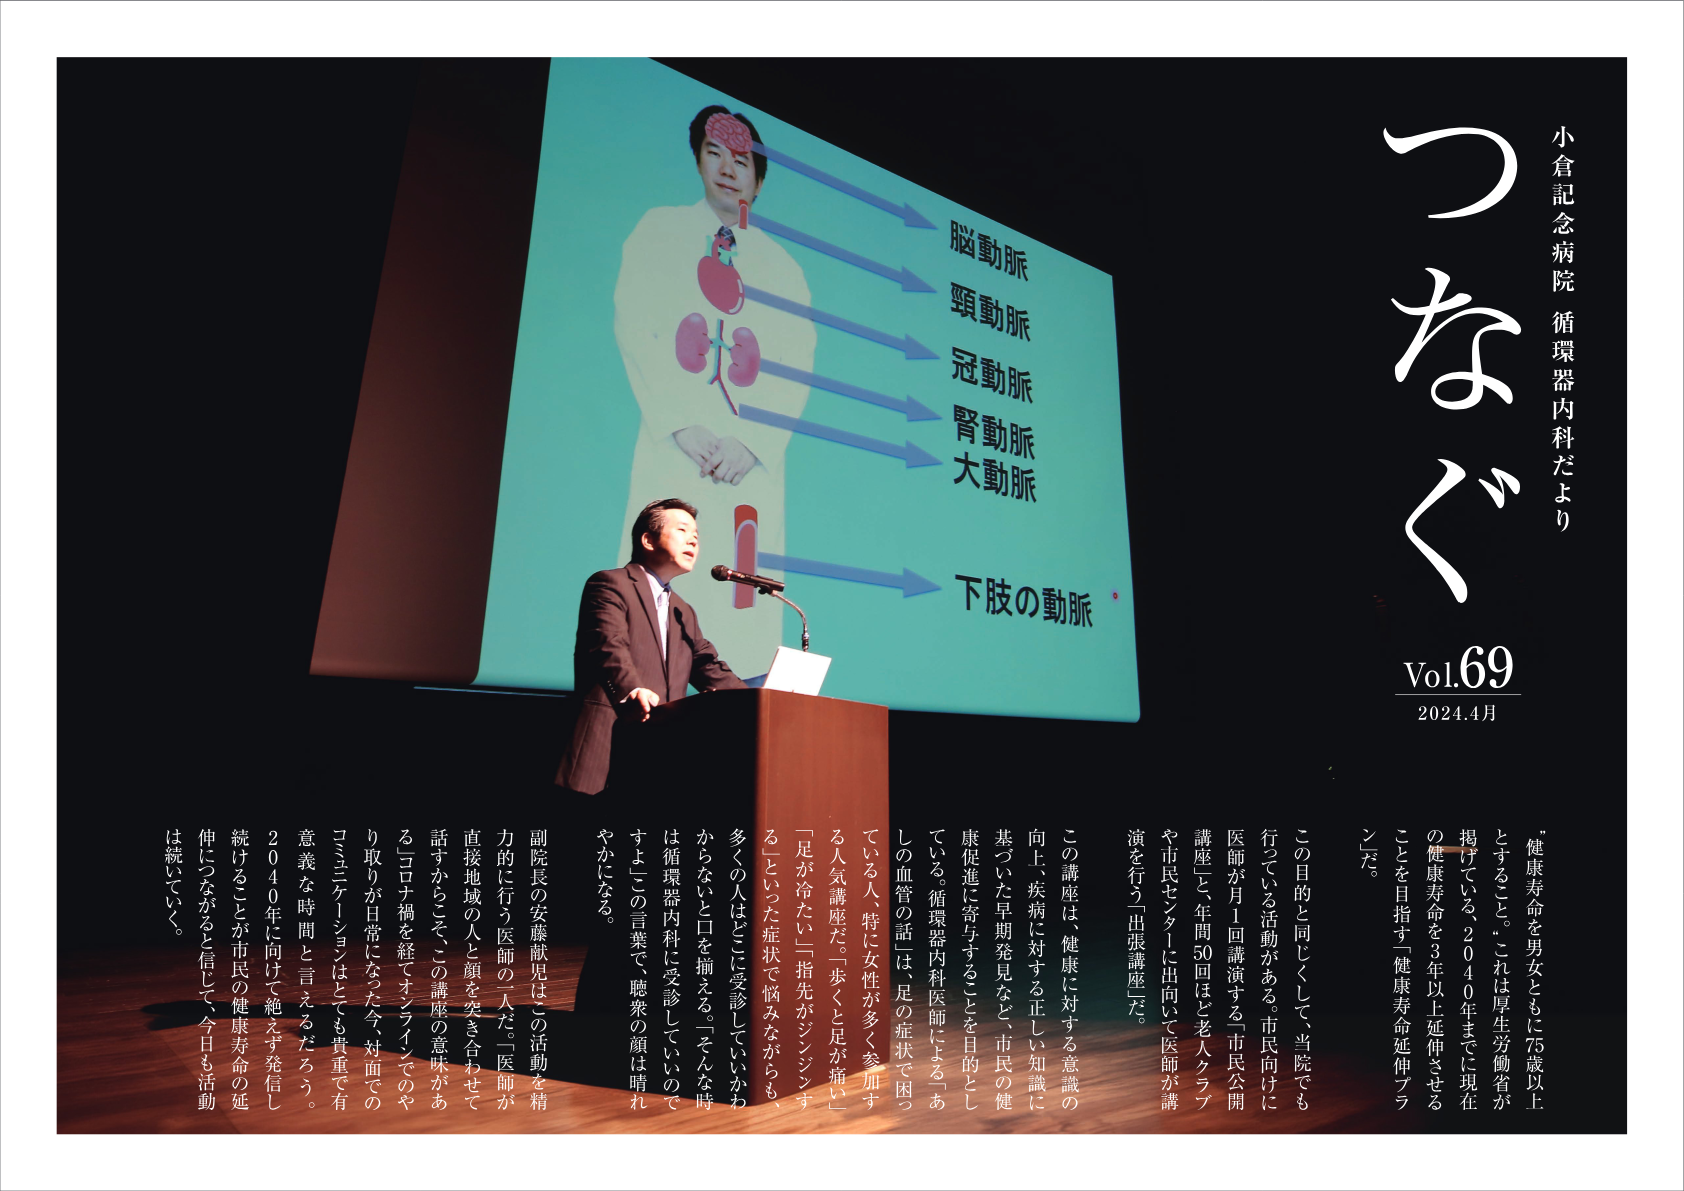 小倉記念病院 循環器内科だより
つなぐ
Vol.69
2024.4月
脳動脈
頸動脈
冠動脈
腎動脈
大動脈
下肢の動脈
”健康寿命を男女ともに75歳以上
とすること。“これは厚生労働省が
掲げている、2040年までに現在
の健康寿命を3年以上延伸させる
ことを目指す「健康寿命延伸プラ
ン」だ。
この目的と同じくして、当院でも
行っている活動がある。市民向けに
医師が月1回講演する「市民公開
講座」と、年間50回ほど老人クラブ
や市民センターに出向いて医師が講
演を行う「出張講座」だ。
この講座は、健康に対する意識の
向上、疾病に対する正しい知識に
基づいた早期発見など、市民の健
康促進に寄与することを目的とし
ている。循環器内科医師による「あ
しの血管の話」は、足の症状で困っ
ている人、特に女性が多く参加す
る人気講座だ。「歩くと足が痛い」
「足が冷たい」「指先がジンジンす
る」といった症状で悩みながらも、
多くの人はどこに受診していいかわ
からないと口を揃える。「そんな時
は循環器内科に受診していいので
すよ」この言葉で、聴衆の顔は晴れ
やかになる。
副院長の安藤献児はこの活動を精
力的に行う医師の一人だ。「医師が
直接地域の人と顔を突き合わせて
話すからこそ、この講座の意味があ
る」コロナ禍を経てオンラインでのや
り取りが日常になった今、対面での
コミュニケーションはとても貴重で有
意義な時間と言えるだろう。
2040年に向けて絶えず発信し
続けることが市民の健康寿命の延
伸につながると信じて、今日も活動
は続いていく。